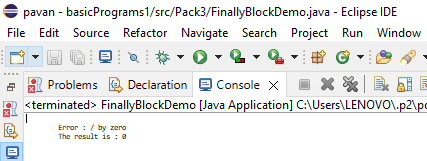 pavan - basicPrograms1/src/Pack3/FinallyBlockDemo.java - Eclipse IDE
File Edit Source Refactor Navigate Search Project Run Window
Problems Declaration Console
<terminated> FinallyBlockDemo [Java Application] C:\Users\LENOVO\.p2\po
Error : / by zero
The result is : 0